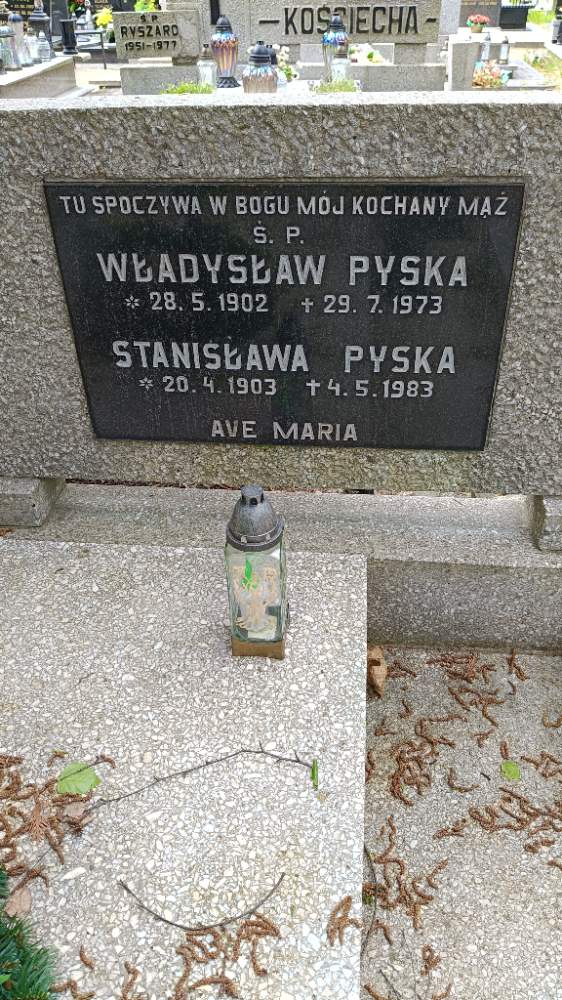 Ś. P.
RYSZARD
1951-1977
-KOŚCIECHA-
TU SPOCZYWA W BOGU MÓJ KOCHANY MĄŻ
Ś. P.
WŁADYSŁAW PYSKA
* 28. 5. 1902 + 29. 7. 1973
STANISŁAWA PYSKA
* 20. 4. 1903 + 4. 5. 1983
AVE MARIA